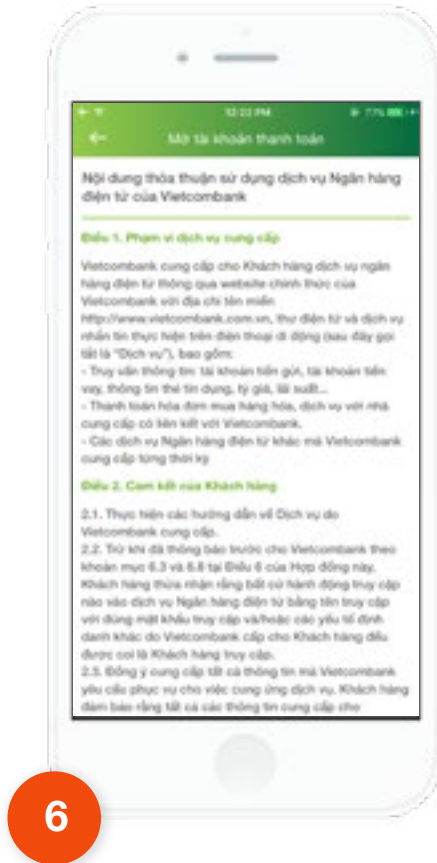 12:22 PM 77%
Mở tài khoản thanh toán
Nội dung thỏa thuận sử dụng dịch vụ Ngân hàng
điện tử của Vietcombank
Điều 1. Phạm vi dịch vụ cung cấp
Vietcombank cung cấp cho Khách hàng dịch vụ ngân
hàng điện tử thông qua website chính thức của
Vietcombank với địa chỉ tên miền
http://www.vietcombank.com.vn, thư điện tử và dịch vụ
nhắn tin thực hiện trên điện thoại di động (sau đây gọi
tắt là "Dịch vụ"), bao gồm:
- Truy vấn thông tin: tài khoản tiền gửi, tài khoản tiền
vay, thông tin thẻ tín dụng, tỷ giá, lãi suất...
- Thanh toán hóa đơn mua hàng hóa, dịch vụ với nhà
cung cấp có liên kết với Vietcombank.
- Các dịch vụ Ngân hàng điện tử khác mà Vietcombank
cung cấp từng thời kỳ
Điều 2. Cam kết của Khách hàng
2.1. Thực hiện các hướng dẫn về Dịch vụ do
Vietcombank cung cấp.
2.2. Trừ khi đã thông báo trước cho Vietcombank theo
khoản mục 6.3 và 6.8 tại Điều 6 của Hợp đồng này,
Khách hàng thừa nhận rằng bất cứ hành động truy cập
nào vào dịch vụ Ngân hàng điện tử bằng tên truy cập
với đúng mật khẩu truy cập và/hoặc các yếu tố định
danh khác do Vietcombank cấp cho Khách hàng đều
được coi là Khách hàng truy cập.
2.3. Đồng ý cung cấp tất cả thông tin mà Vietcombank
yêu cầu phục vụ cho việc cung ứng dịch vụ. Khách hàng
đảm bảo rằng tất cả các thông tin cung cấp cho
6